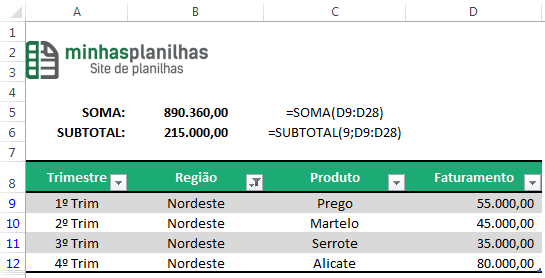 A B C D
1
2 minhasplanilhas
3 Site de planilhas
4
5 SOMA: 890.360,00 =SOMA(D9:D28)
6 SUBTOTAL: 215.000,00 =SUBTOTAL(9;D9:D28)
7
8 Trimestre Região Produto Faturamento
9 1º Trim Nordeste Prego 55.000,00
10 2º Trim Nordeste Martelo 45.000,00
11 3º Trim Nordeste Serrote 35.000,00
12 4º Trim Nordeste Alicate 80.000,00